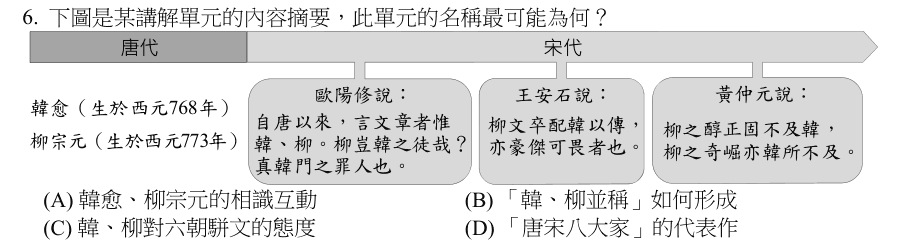 6. 下圖是某講解單元的內容摘要，此單元的名稱最可能為何？
唐代
宋代
韓愈（生於西元768年）
柳宗元（生於西元773年）
歐陽修說：
自唐以來，言文章者惟
韓、柳。柳豈韓之徒哉？
真韓門之罪人也。
王安石說：
柳文卒配韓以傳，
亦豪傑可畏者也。
黃仲元說：
柳之醇正固不及韓，
柳之奇崛亦韓所不及。
(A) 韓愈、柳宗元的相識互動
(B) 「韓、柳並稱」如何形成
(C) 韓、柳對六朝駢文的態度
(D) 「唐宋八大家」的代表作